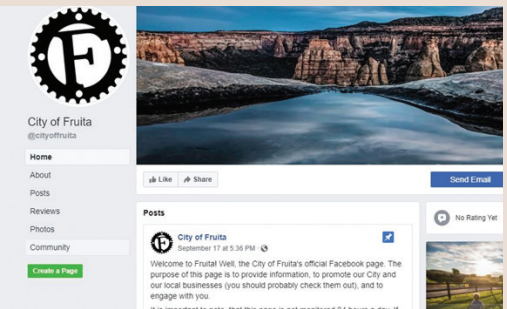 F
City of Fruita
@cityoffruita
Home
About
Posts
Reviews
Photos
Community
Create a Page
Like
Share
Send Email
Posts
City of Fruita
September 17 at 5:36 PM ·
Welcome to Fruita! Well, the City of Fruita's official Facebook page. The
purpose of this page is to provide information, to promote our City and
our local businesses (you should probably check them out), and to
engage with you.
No Rating Yet